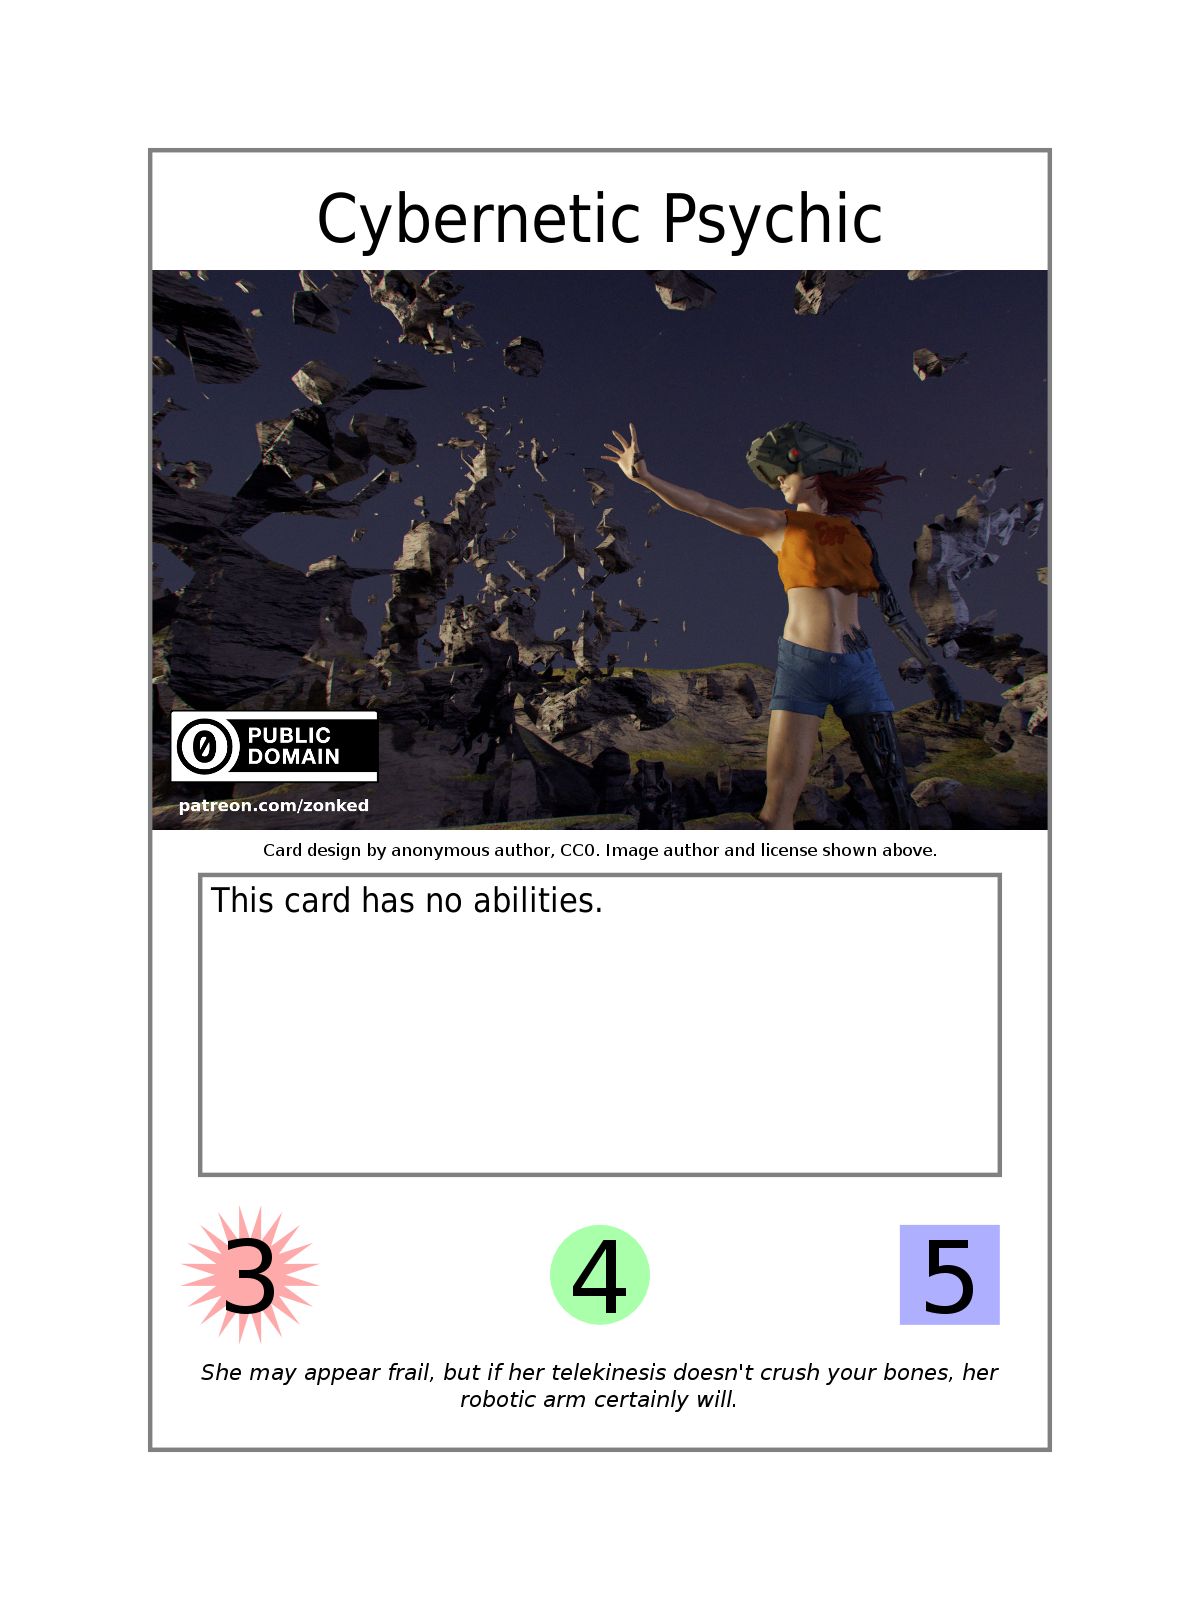 Cybernetic Psychic
PUBLIC
DOMAIN
patreon.com/zonked
Card design by anonymous author, CC0. Image author and license shown above.
This card has no abilities.
3
4
5
She may appear frail, but if her telekinesis doesn't crush your bones, her
robotic arm certainly will.